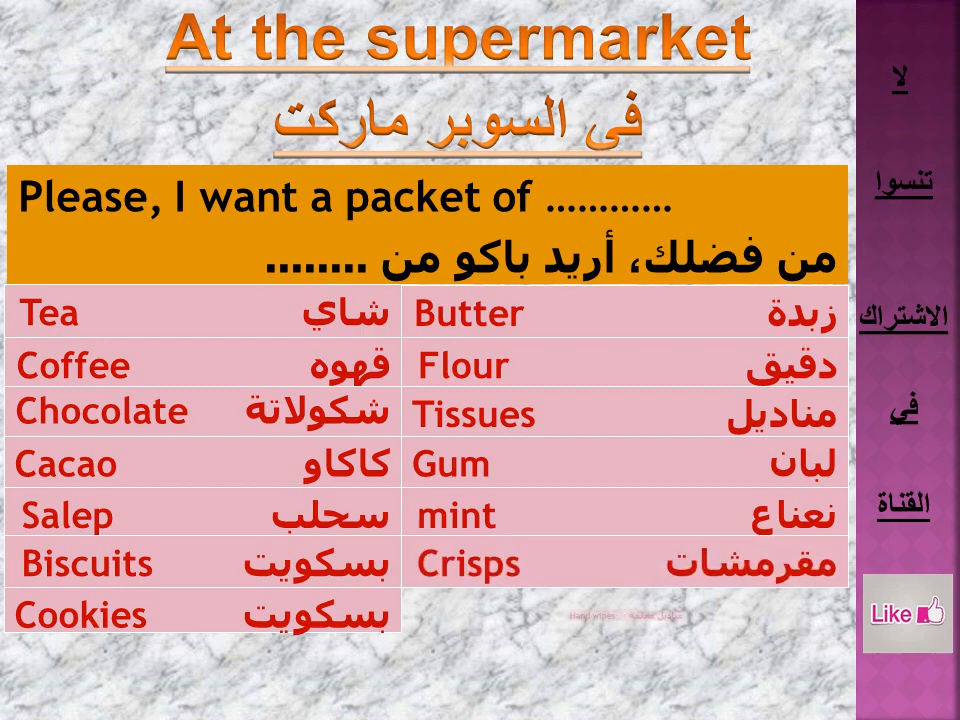 At the supermarket
فى السوبر ماركت
Please, I want a packet of …………
من فضلك، أريد باكو من ........
Tea شاي
Butter زبدة
Coffee قهوه
Flour دقيق
Chocolate شكولاتة
Tissues مناديل
Cacao كاكاو
Gum لبان
Salep سحلب
mint نعناع
Biscuits بسكويت
Crisps مقرمشات
Cookies بسكويت
Hand wipes
لا
تنسوا
الاشتراك
في
القناة
Like